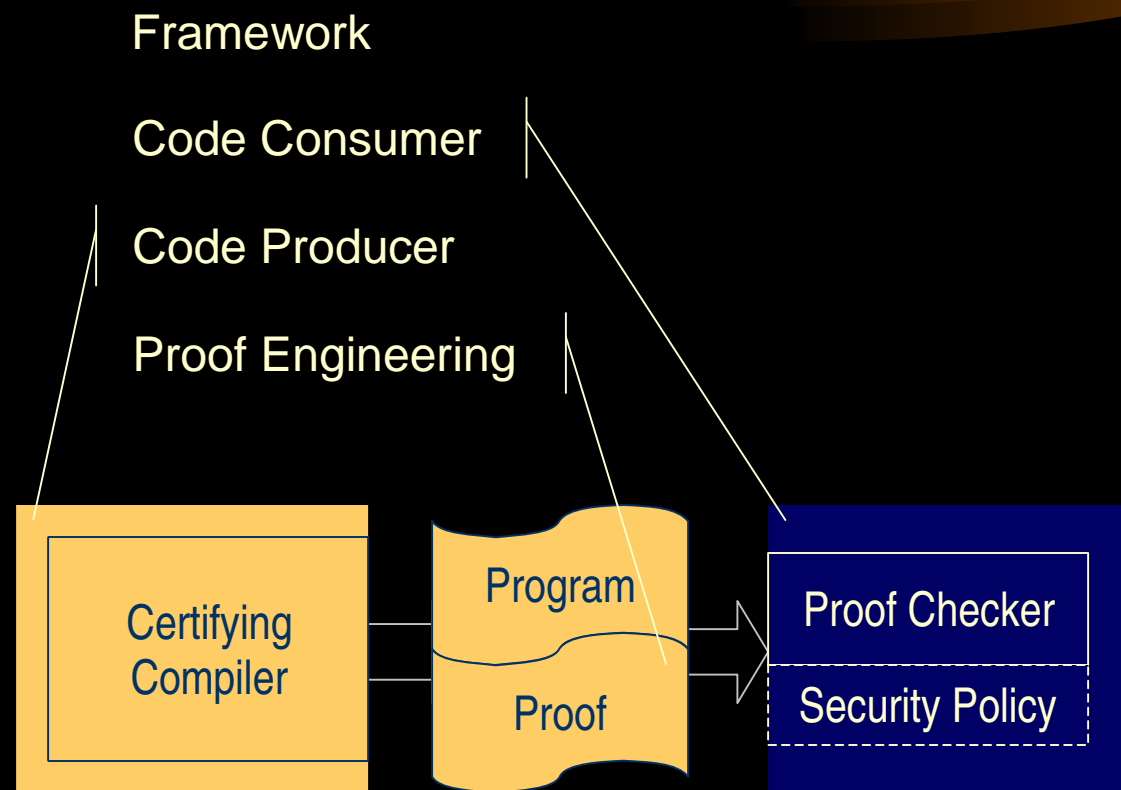 Framework
Code Consumer
Code Producer
Proof Engineering
Certifying
Compiler
Program
Proof
Proof Checker
Security Policy